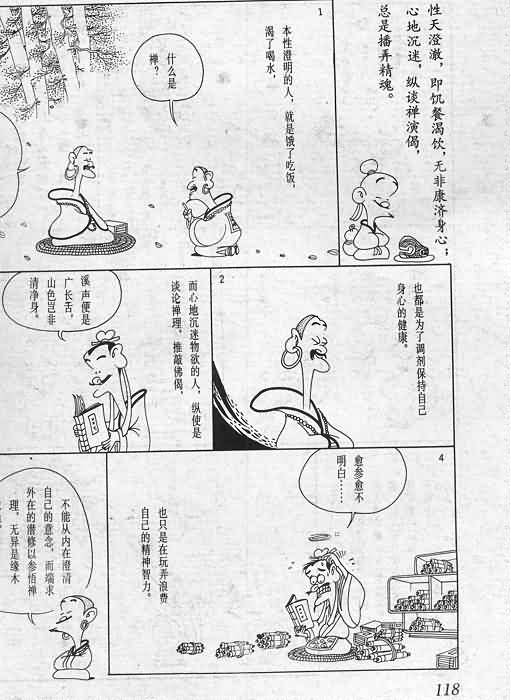 性天澄澈，即饥餐渴饮，无非康济身心；
心地沉迷，纵谈禅演偈，
总是播弄精魂。
1
本性澄明的人，就是饿了吃饭，
渴了喝水，
什么是
禅？
2
也都是为了调剂保持自己
身心的健康。
而心地沉迷物欲的人，纵使是
谈论禅理，推敲佛偈，
溪声便是
广长舌，
山色岂非
清净身。
4
愈参愈不
明白……
也只是在玩弄浪费
自己的精神智力。
不能从内在澄清
自己的意念，而端求
外在的潜修以参悟禅
理，无异是缘木
118